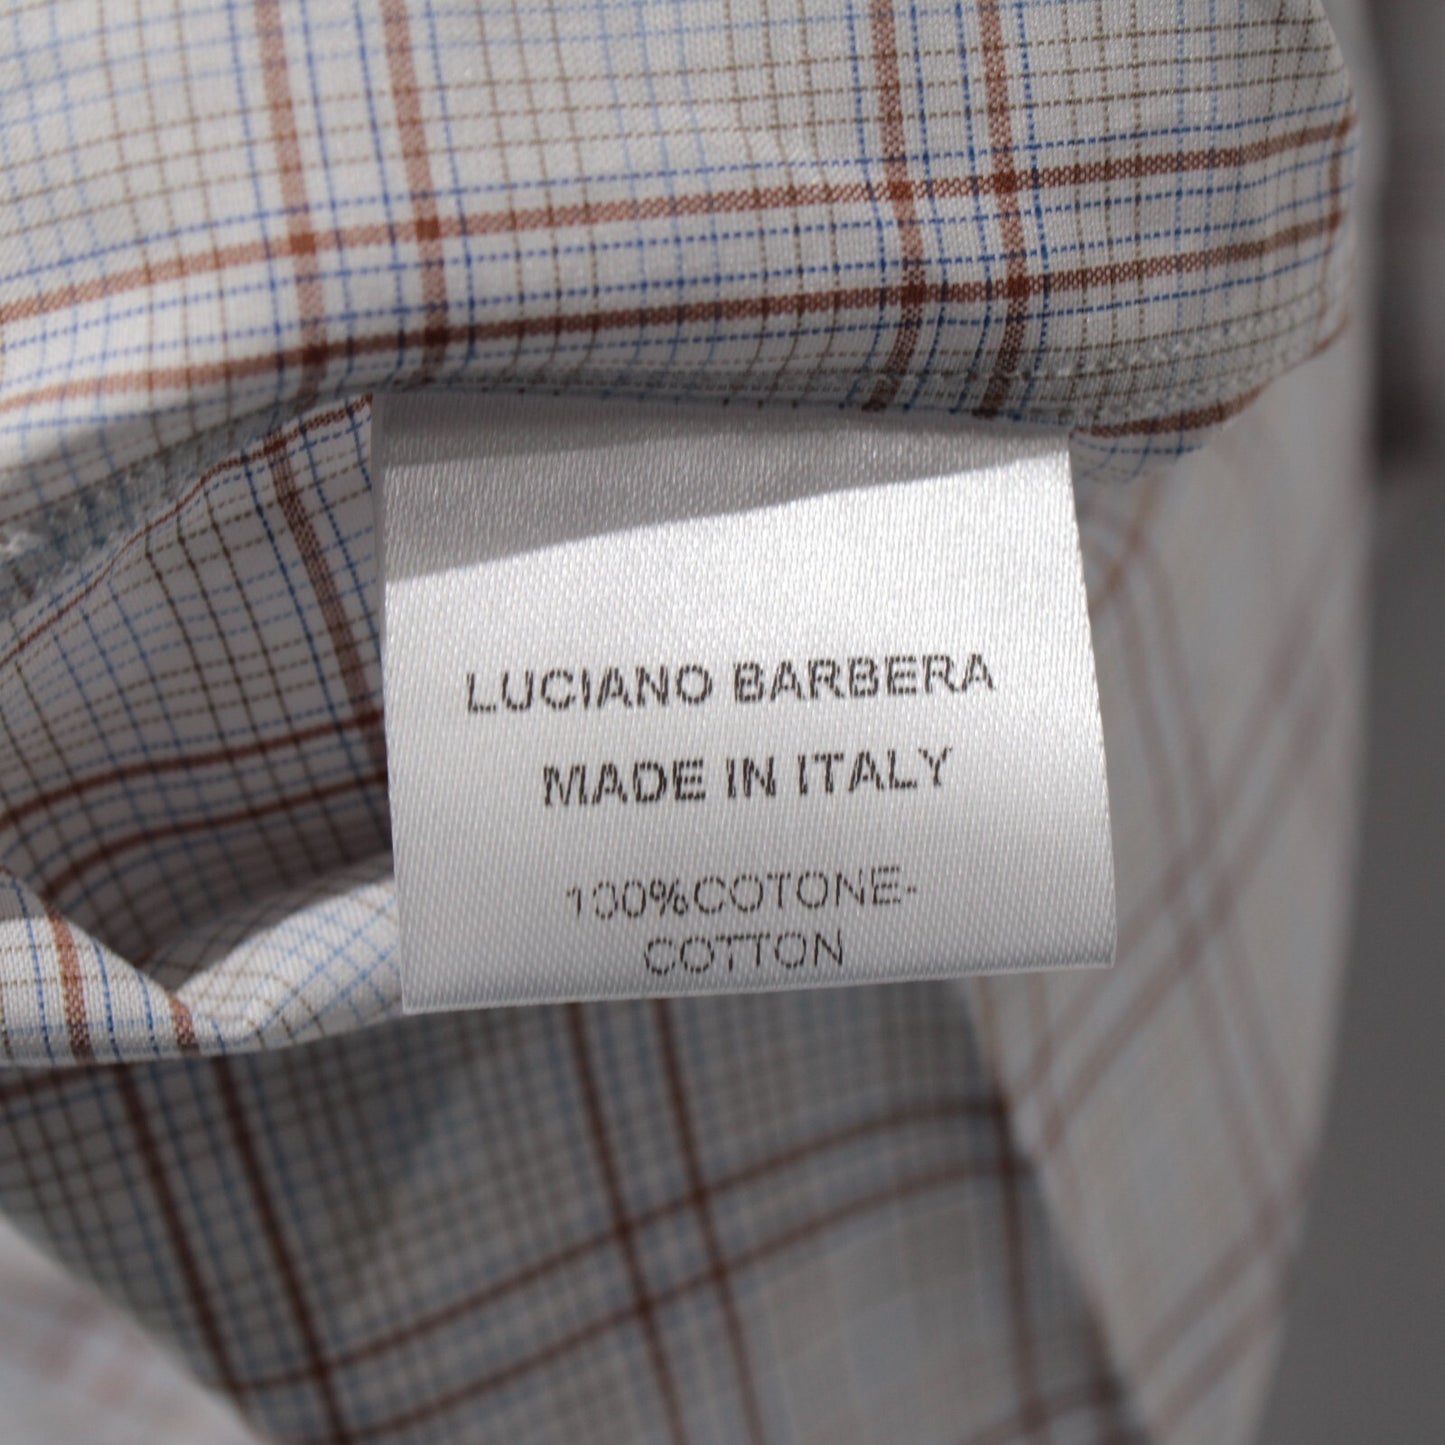 LUCIANO BARBERA
MADE IN ITALY
100%COTONE-
COTTON